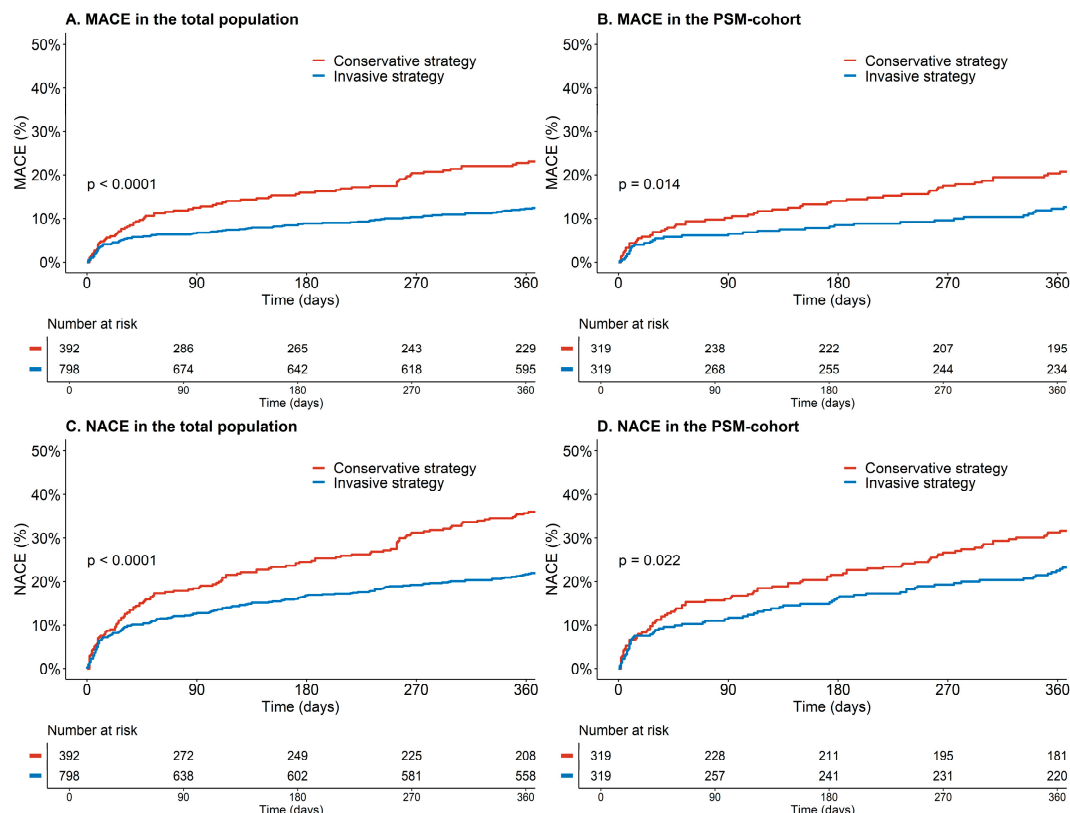 A. MACE in the total population
50%
40%
30%
20%
10%
0%
MACE (%)
Conservative strategy
Invasive strategy
p < 0.0001
0 90 180 270 360
Time (days)
Number at risk
392 286 265 243 229
798 674 642 618 595
0 90 180 270 360
Time (days)
B. MACE in the PSM-cohort
50%
40%
30%
20%
10%
0%
MACE (%)
Conservative strategy
Invasive strategy
p = 0.014
0 90 180 270 360
Time (days)
Number at risk
319 238 222 207 195
319 268 255 244 234
0 90 180 270 360
Time (days)
C. NACE in the total population
50%
40%
30%
20%
10%
0%
NACE (%)
Conservative strategy
Invasive strategy
p < 0.0001
0 90 180 270 360
Time (days)
Number at risk
392 272 249 225 208
798 638 602 581 558
0 90 180 270 360
Time (days)
D. NACE in the PSM-cohort
50%
40%
30%
20%
10%
0%
NACE (%)
Conservative strategy
Invasive strategy
p = 0.022
0 90 180 270 360
Time (days)
Number at risk
319 228 211 195 181
319 257 241 231 220
0 90 180 270 360
Time (days)